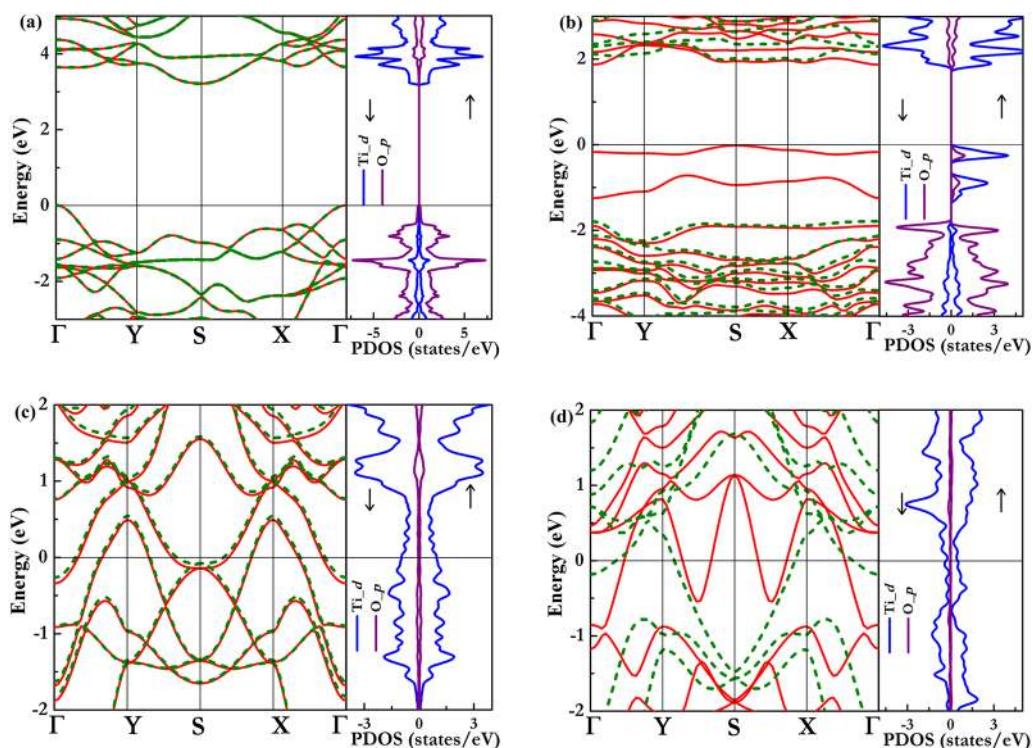 (a)
Energy (eV)
4
2
0
-2
Γ Y S X Γ
Ti_d
O_p
-5 0 5
PDOS (states/eV)
(b)
Energy (eV)
2
0
-2
-4
Γ Y S X Γ
Ti_d
O_p
-3 0 3
PDOS (states/eV)
(c)
Energy (eV)
2
1
0
-1
-2
Γ Y S X Γ
Ti_d
O_p
-3 0 3
PDOS (states/eV)
(d)
Energy (eV)
2
1
0
-1
-2
Γ Y S X Γ
Ti_d
O_p
-3 0 3
PDOS (states/eV)